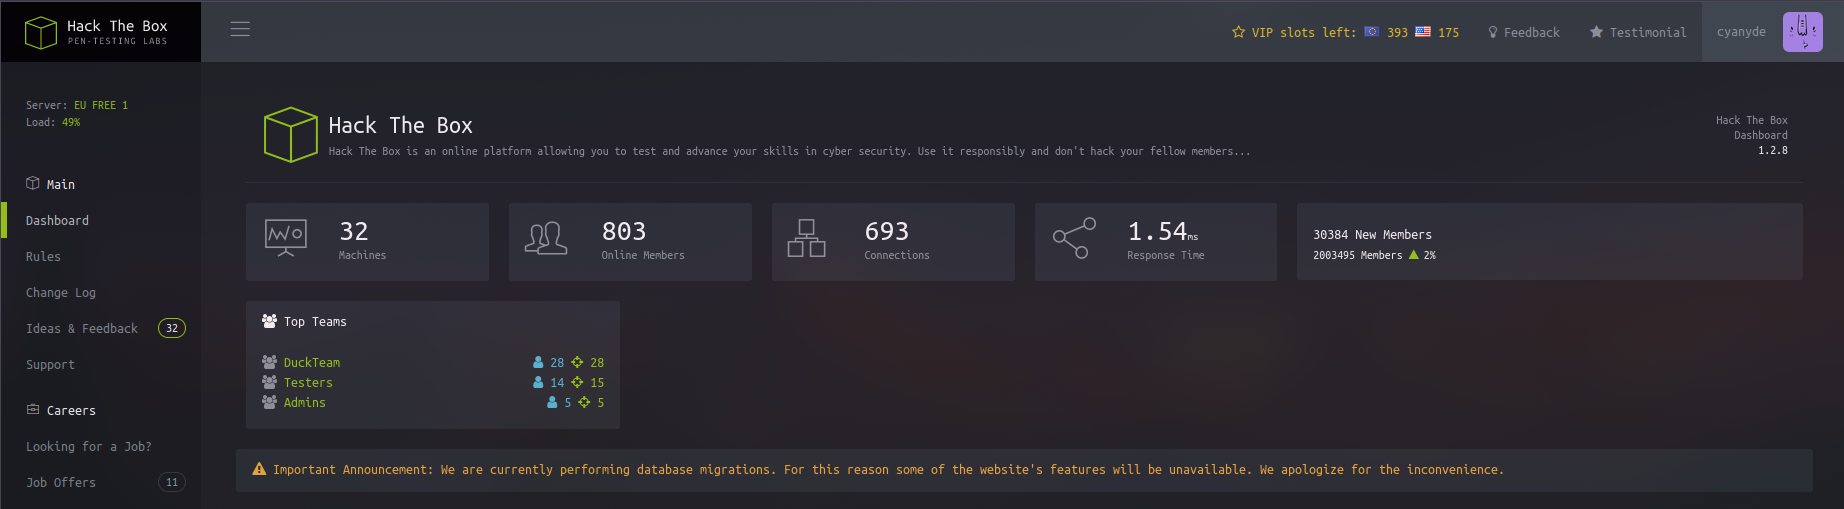 Hack The Box
PEN-TESTING LABS
VIP slots left: 393 175
Feedback
Testimonial
cyanyde
Server: EU FREE 1
Load: 49%
Main
Dashboard
Rules
Change Log
Ideas & Feedback 32
Support
Careers
Looking for a Job?
Job Offers 11
Hack The Box
Hack The Box is an online platform allowing you to test and advance your skills in cyber security. Use it responsibly and don't hack your fellow members...
Hack The Box
Dashboard
1.2.8
32
Machines
803
Online Members
693
Connections
1.54ms
Response Time
30384 New Members
2003495 Members 2%
Top Teams
DuckTeam 28 28
Testers 14 15
Admins 5 5
Important Announcement: We are currently performing database migrations. For this reason some of the website's features will be unavailable. We apologize for the inconvenience.